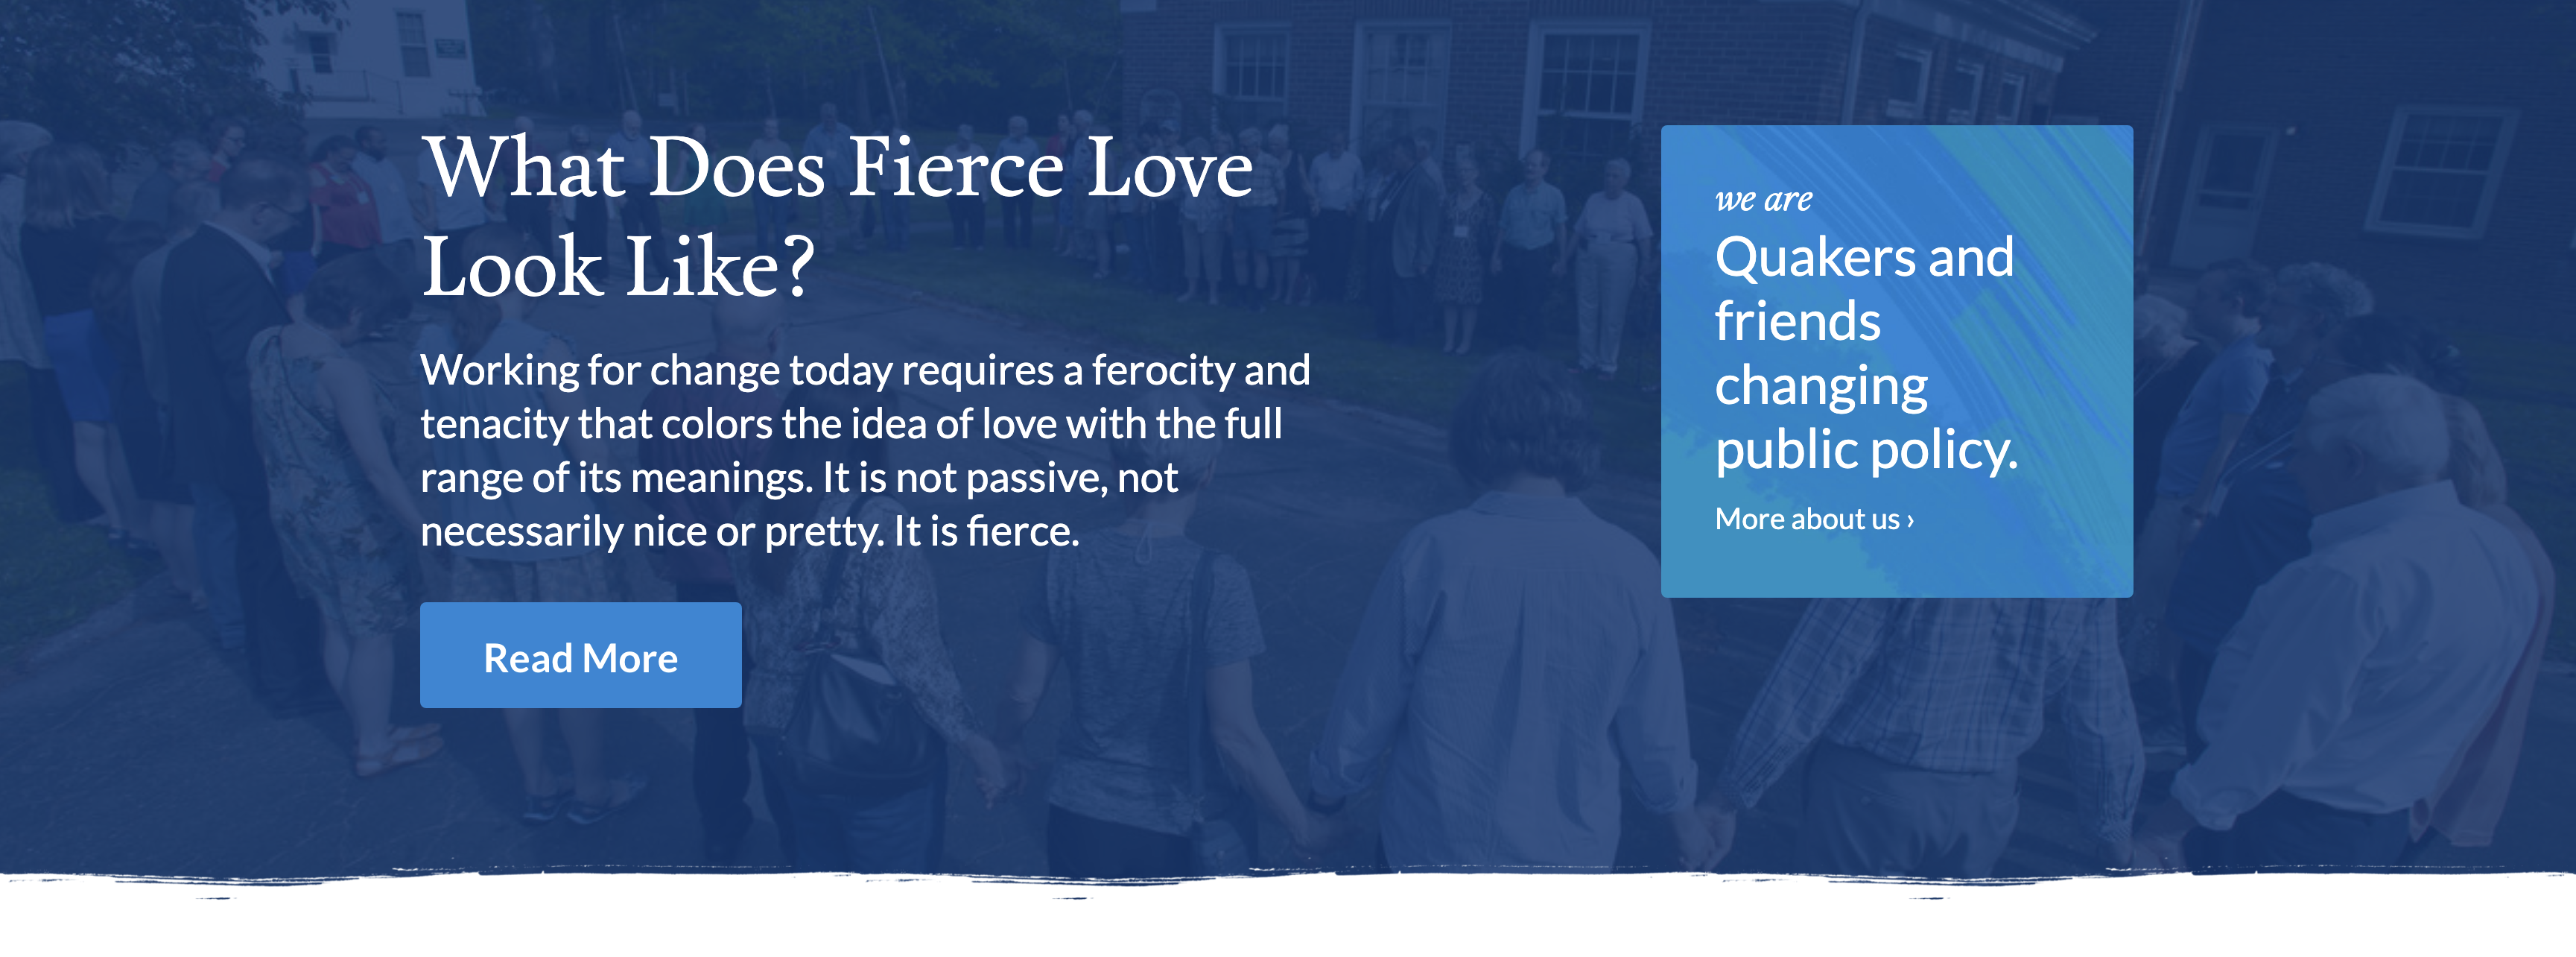 What Does Fierce Love
Look Like?
Working for change today requires a ferocity and
tenacity that colors the idea of love with the full
range of its meanings. It is not passive, not
necessarily nice or pretty. It is fierce.
Read More
we are
Quakers and
friends
changing
public policy.
More about us ›